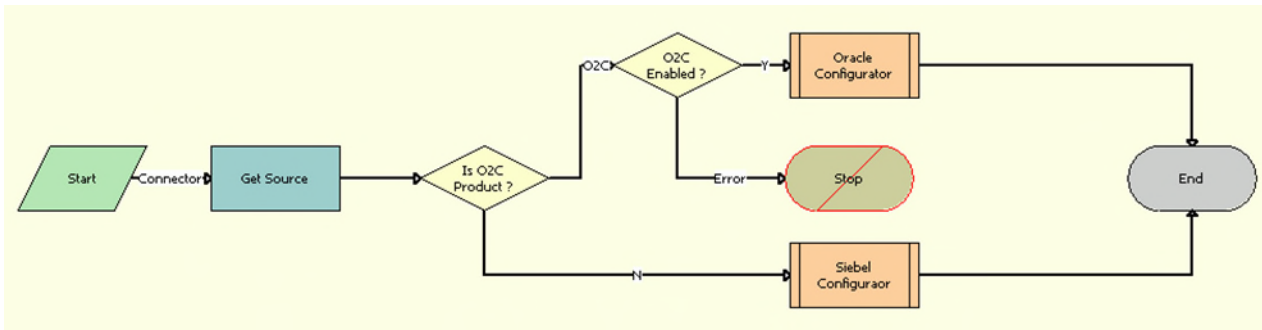 Start
Connector
Get Source
Is O2C
Product ?
O2C
O2C
Enabled ?
Y
Oracle
Configurator
Error
Stop
N
Siebel
Configuraor
End